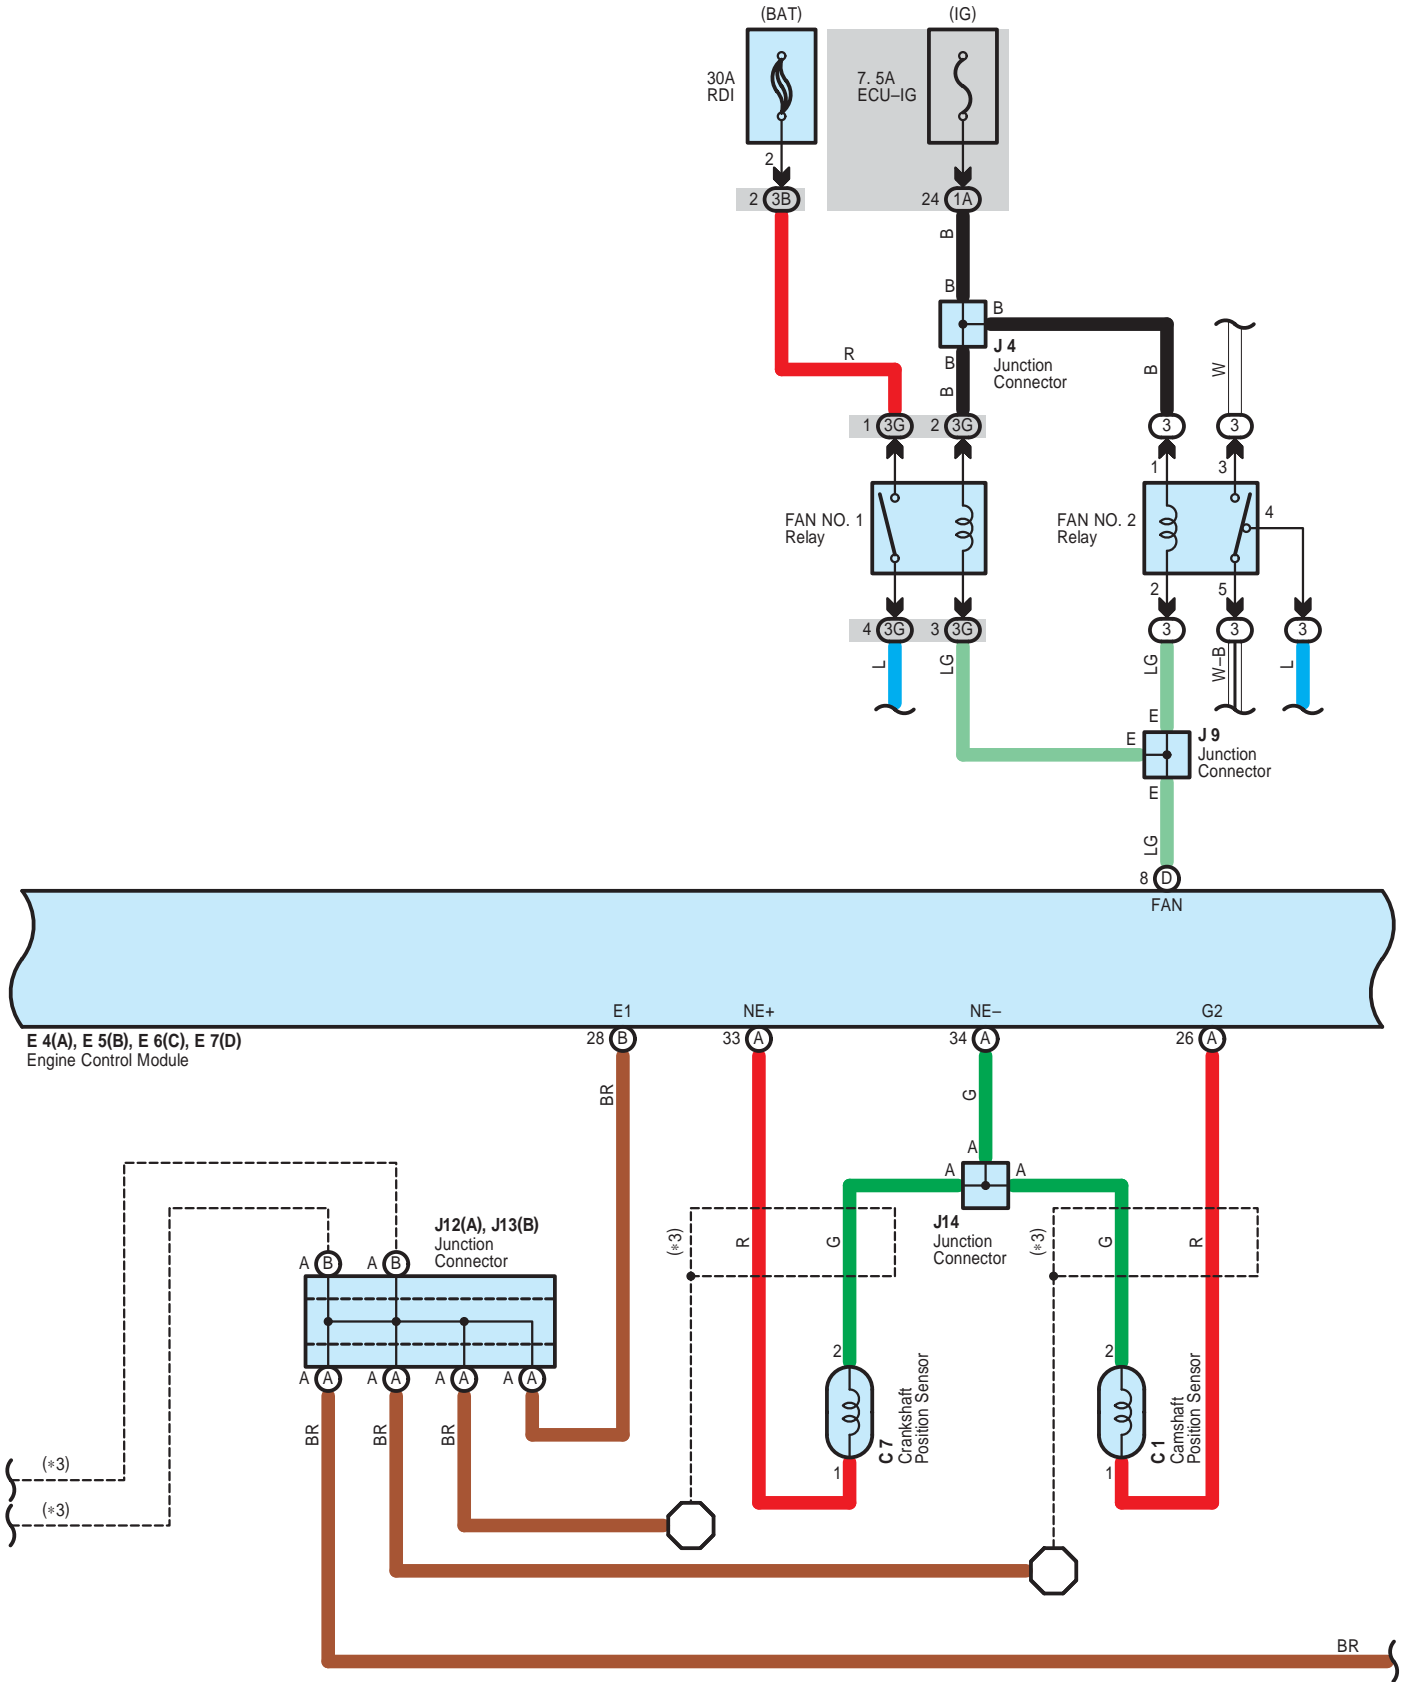 (BAT)
(IG)
30A
RDI
7. 5A
ECU–IG
2
2 3B
24 1A
B
B
B
J 4
Junction
Connector
R
B
B
B
W
1 3G
2 3G
3
3
1
3
FAN NO. 1
Relay
FAN NO. 2
Relay
4
2
5
4 3G
3 3G
3
3
3
L
LG
LG
W–B
L
E
E
J 9
Junction
Connector
E
LG
8 D
FAN
E1
NE+
NE–
G2
E 4(A), E 5(B), E 6(C), E 7(D)
Engine Control Module
28 B
33 A
34 A
26 A
BR
G
A
A
A
J12(A), J13(B)
Junction
Connector
J14
Junction
Connector
(∗3)
R
G
(∗3)
G
R
A B
A B
A A
A A
A A
A A
2
2
BR
BR
BR
C 7
Crankshaft
Position Sensor
C 1
Camshaft
Position Sensor
1
1
(∗3)
(∗3)
BR